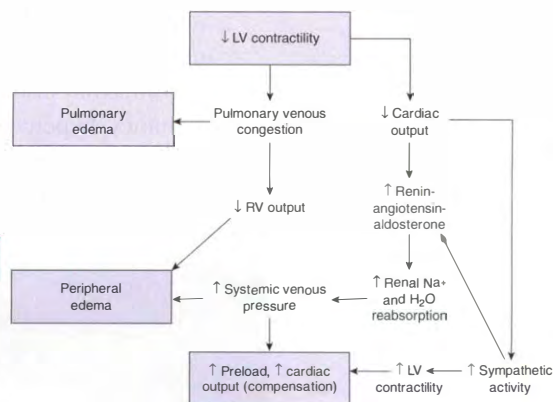 ↓ LV contractility
Pulmonary
edema
Pulmonary venous
congestion
↓ Cardiac
output
↓ RV output
↑ Renin-
angiotensin-
aldosterone
Peripheral
edema
↑ Systemic venous
pressure
↑ Renal Na+
and H2O
reabsorption
↑ Preload, ↑ cardiac
output (compensation)
↑ LV
contractility
↑ Sympathetic
activity